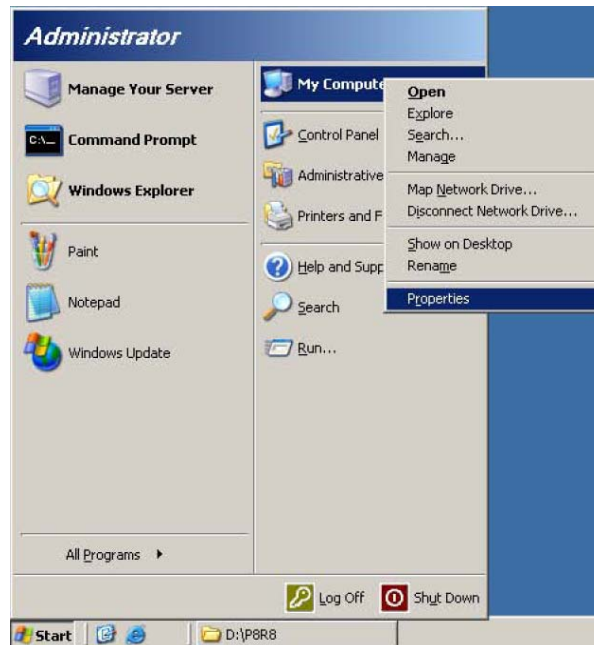 Administrator
Manage Your Server
C:\_
Command Prompt
Windows Explorer
Paint
Notepad
Windows Update
All Programs
My Compute
Control Panel
Administrative
Printers and F
Help and Supp
Search
Run...
Open
Explore
Search...
Manage
Map Network Drive...
Disconnect Network Drive...
Show on Desktop
Rename
Properties
Log Off
Shut Down
Start
D:\P8R8